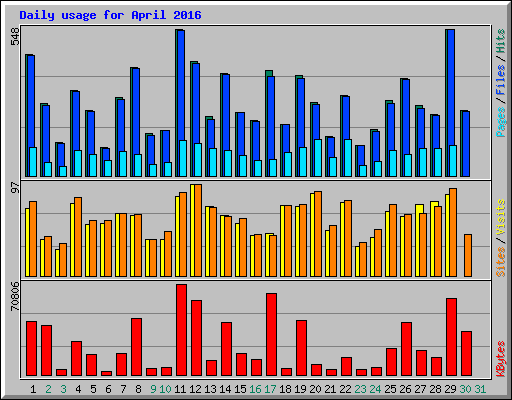 Daily usage for April 2016
548
Pages/Files/Hits
97
Sites/Visits
70806
KBytes
1 2 3 4 5 6 7 8 9 10 11 12 13 14 15 16 17 18 19 20 21 22 23 24 25 26 27 28 29 30 31